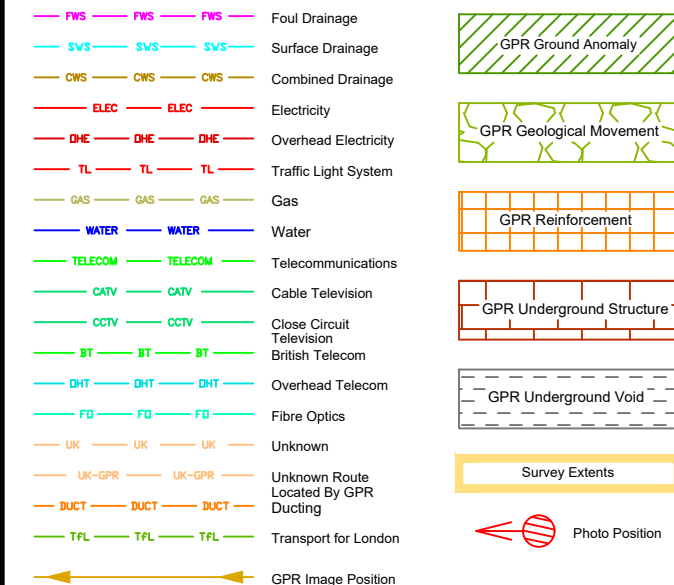 FWS FWS FWS Foul Drainage
SWS SWS SWS Surface Drainage
CWS CWS CWS Combined Drainage
ELEC ELEC Electricity
OHE OHE OHE Overhead Electricity
TL TL TL Traffic Light System
GAS GAS GAS Gas
WATER WATER Water
TELECOM TELECOM Telecommunications
CATV CATV Cable Television
CCTV CCTV Close Circuit
Television
BT BT BT British Telecom
OHT OHT OHT Overhead Telecom
FO FO FO Fibre Optics
UK UK UK Unknown
UK-GPR UK-GPR Unknown Route
Located By GPR
DUCT DUCT DUCT Ducting
TfL TfL TfL Transport for London
GPR Image Position
GPR Ground Anomaly
GPR Geological Movement
GPR Reinforcement
GPR Underground Structure
GPR Underground Void
Survey Extents
Photo Position